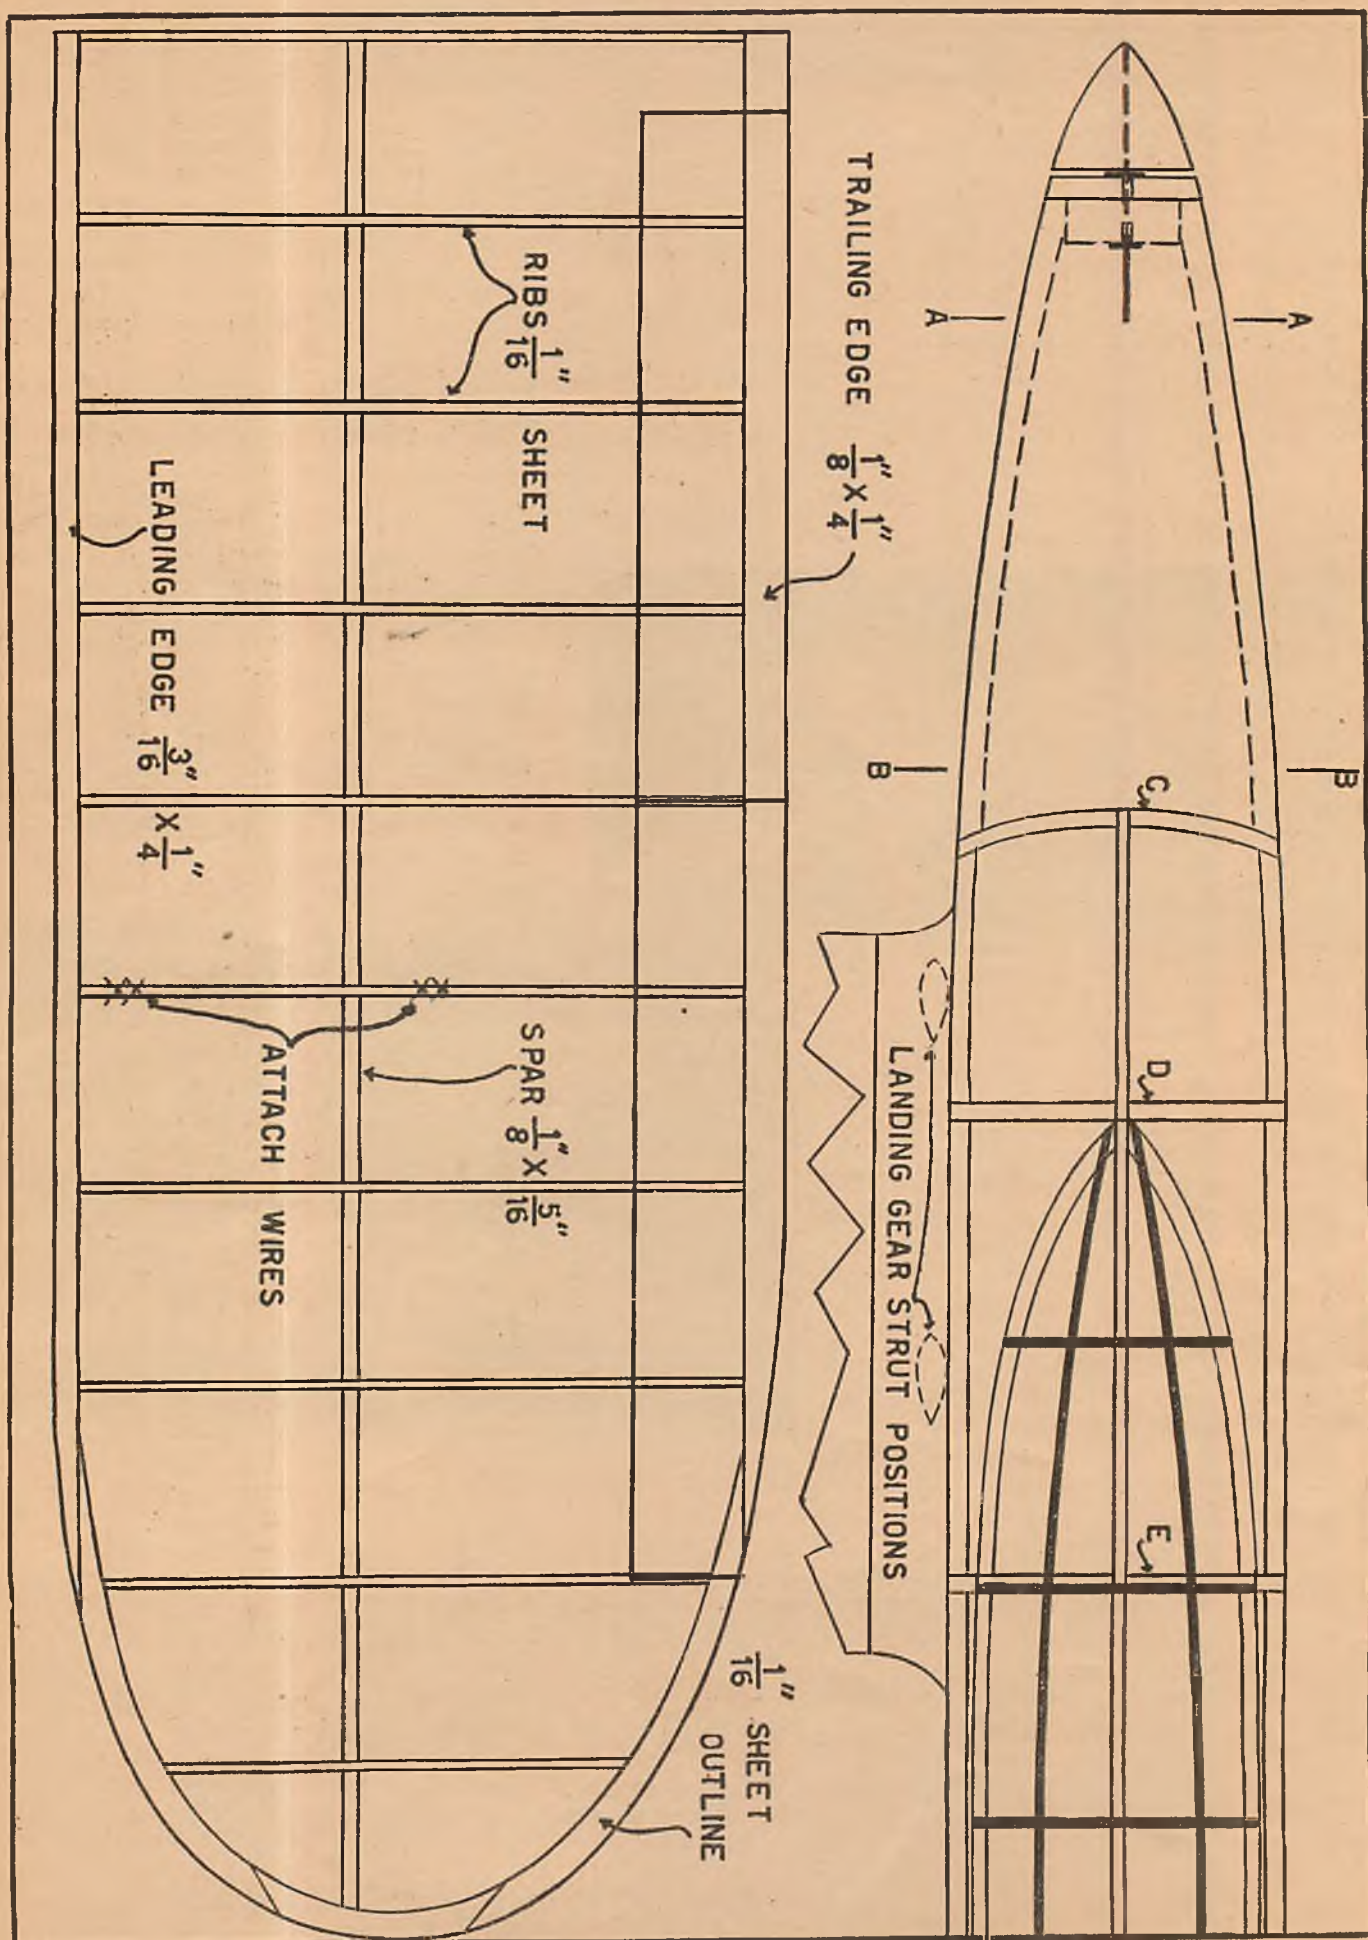 A
A
B
B
C
D
E
TRAILING EDGE 1/8" X 1/4"
RIBS 1/16" SHEET
LEADING EDGE 3/16" X 1/4"
LANDING GEAR STRUT POSITIONS
SPAR 1/8" X 5/16"
ATTACH WIRES
1/16" SHEET
OUTLINE